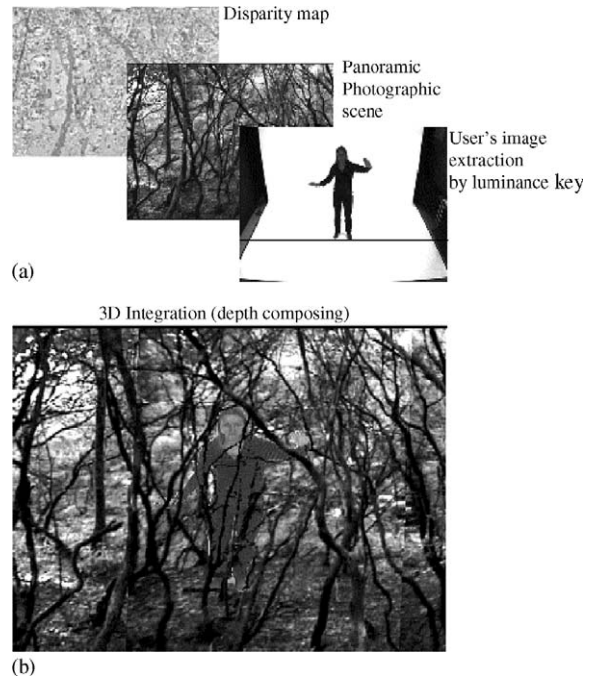 Disparity map
Panoramic
Photographic
scene
User's image
extraction
by luminance key
(a)
3D Integration (depth composing)
(b)